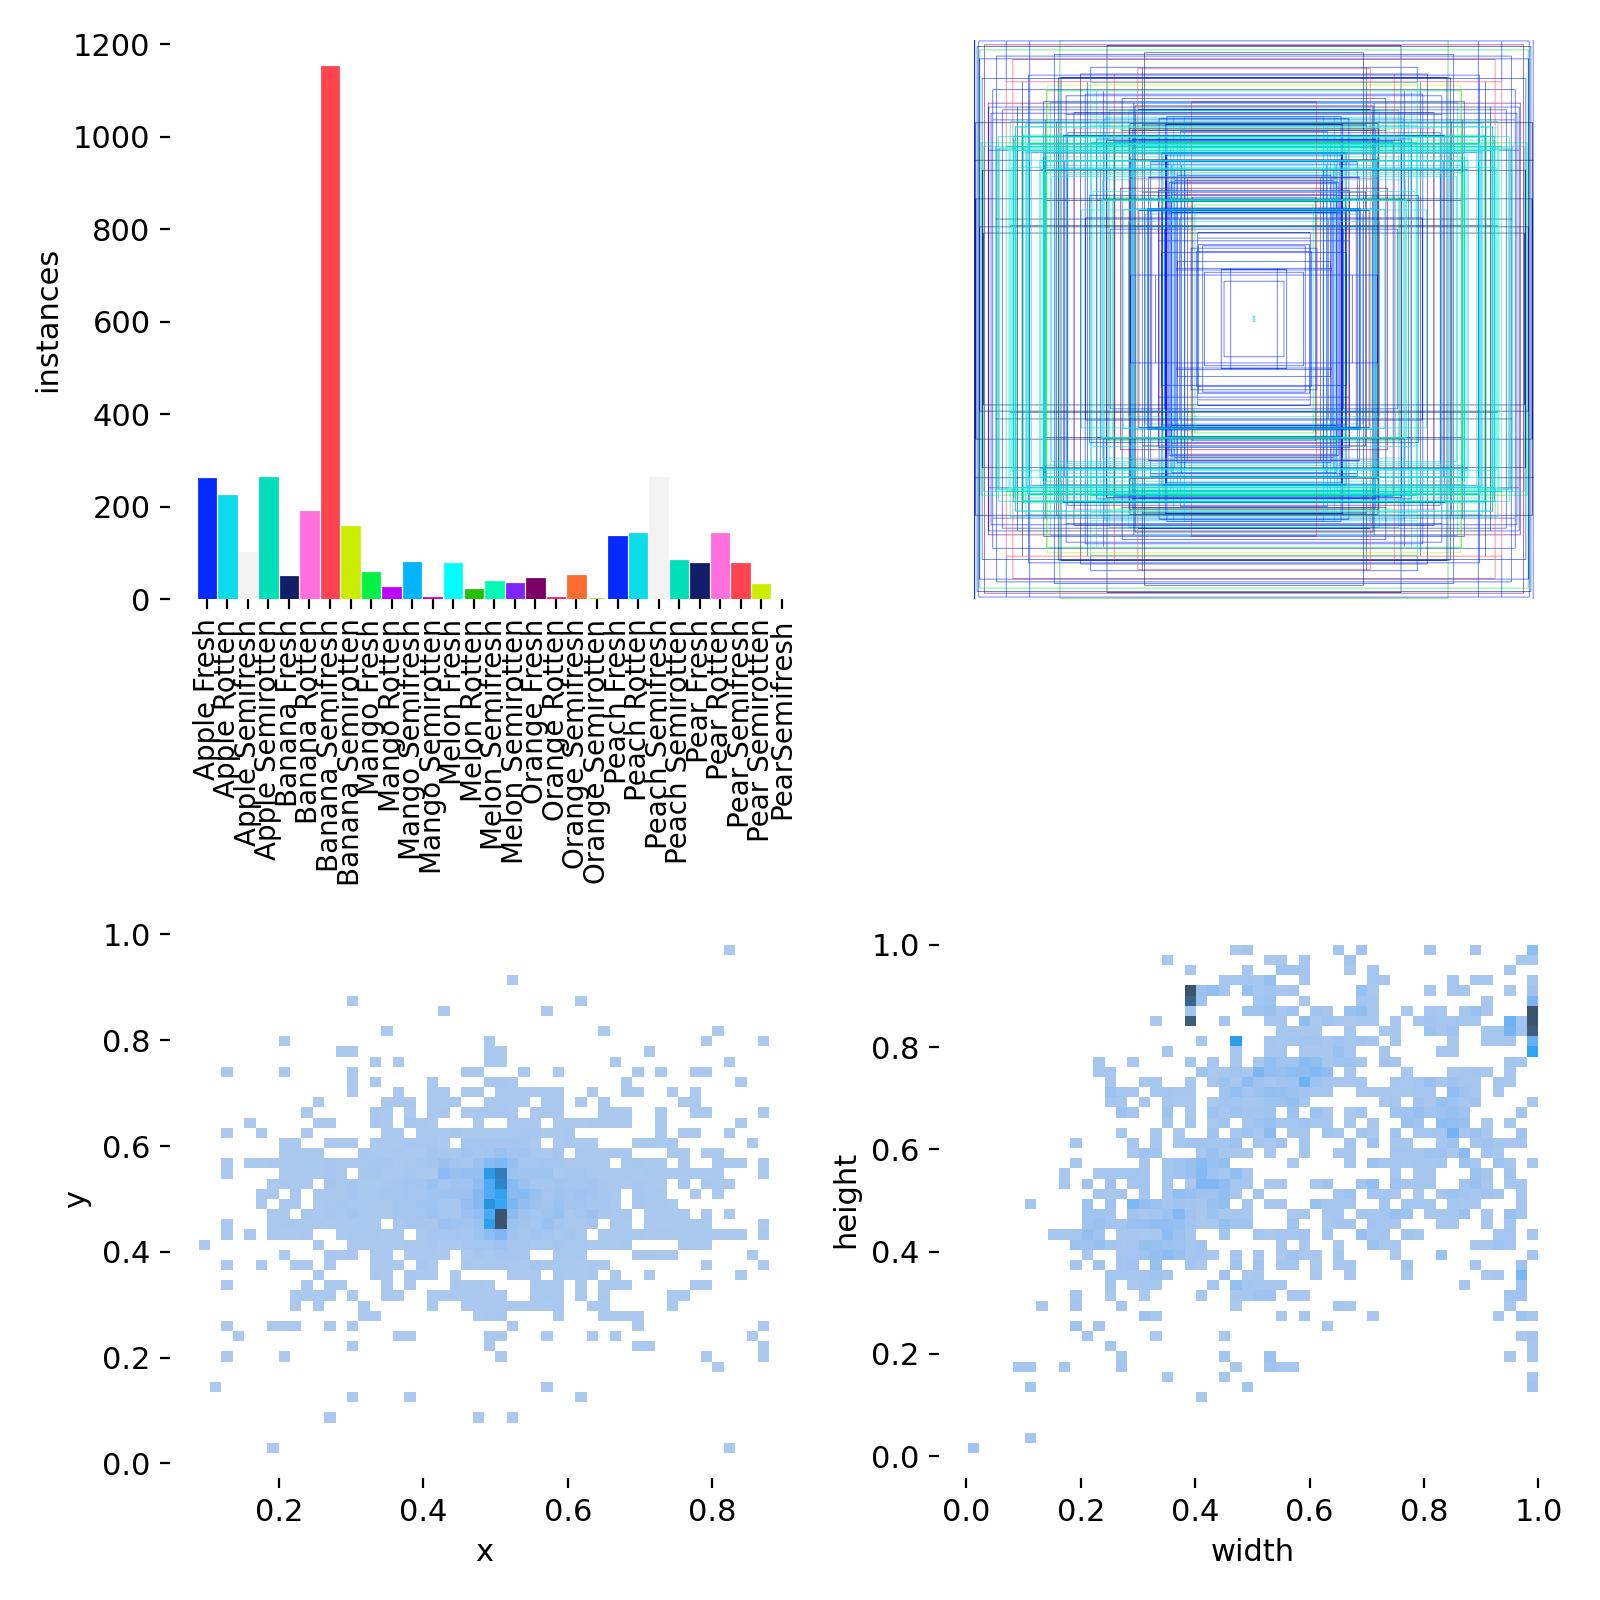 1200
1000
800
600
400
200
0
instances
Apple Fresh
Apple Rotten
Apple Semifresh
Apple Semirotten
Banana Fresh
Banana Rotten
Banana Semifresh
Banana Semirotten
Mango Fresh
Mango Rotten
Mango Semifresh
Mango Semirotten
Melon Fresh
Melon Rotten
Melon Semifresh
Melon Semirotten
Orange Fresh
Orange Rotten
Orange Semifresh
Orange Semirotten
Peach Fresh
Peach Rotten
Peach Semifresh
Peach Semirotten
Pear Fresh
Pear Rotten
Pear Semifresh
Pear Semirotten
PearSemifresh
1.0
0.8
0.6
0.4
0.2
0.0
y
0.2 0.4 0.6 0.8
x
1.0
0.8
0.6
0.4
0.2
0.0
height
0.0 0.2 0.4 0.6 0.8 1.0
width